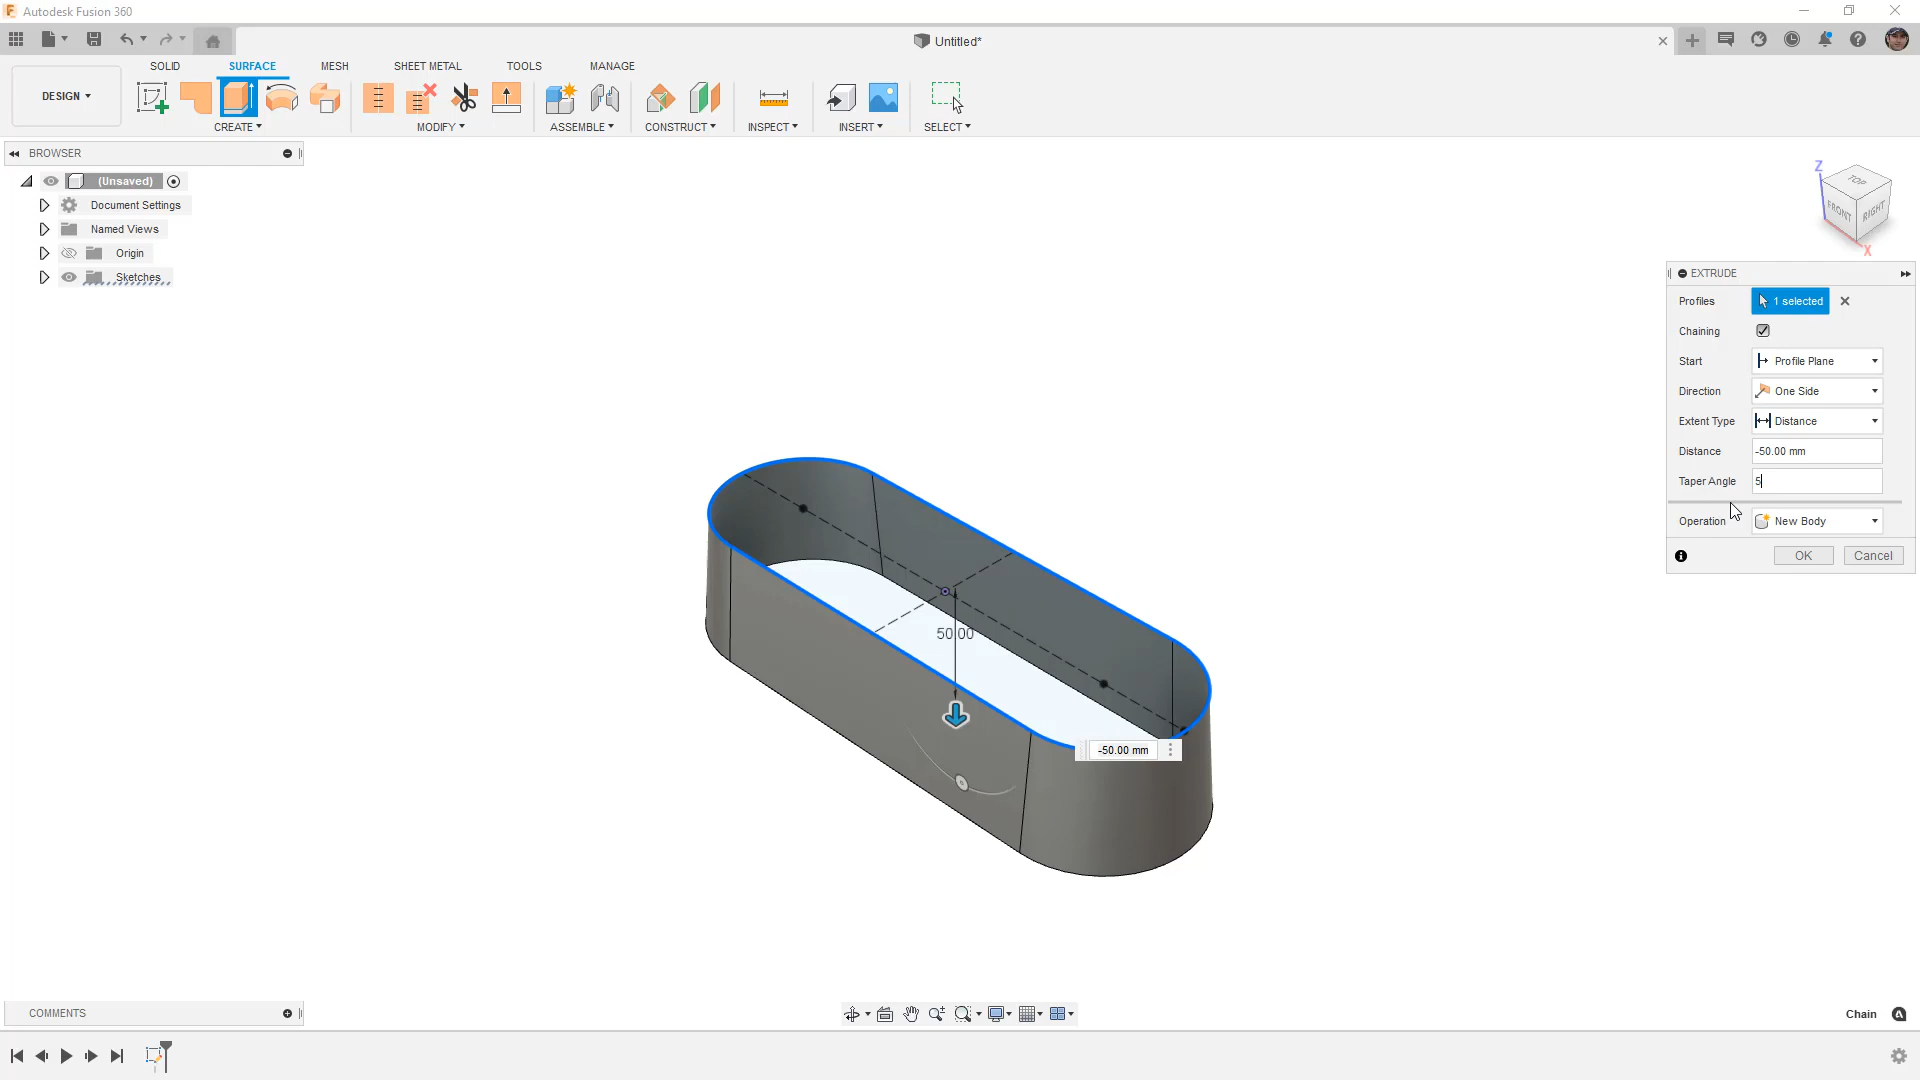 Autodesk Fusion 360
Untitled*
SOLID SURFACE MESH SHEET METAL TOOLS MANAGE
DESIGN
CREATE MODIFY ASSEMBLE CONSTRUCT INSPECT INSERT SELECT
BROWSER
(Unsaved)
Document Settings
Named Views
Origin
Sketches
Z
TOP
FRONT
RIGHT
X
EXTRUDE
Profiles 1 selected
Chaining
Start Profile Plane
Direction One Side
Extent Type Distance
Distance -50.00 mm
Taper Angle 5
Operation New Body
OK Cancel
50.00
-50.00 mm
COMMENTS
Chain